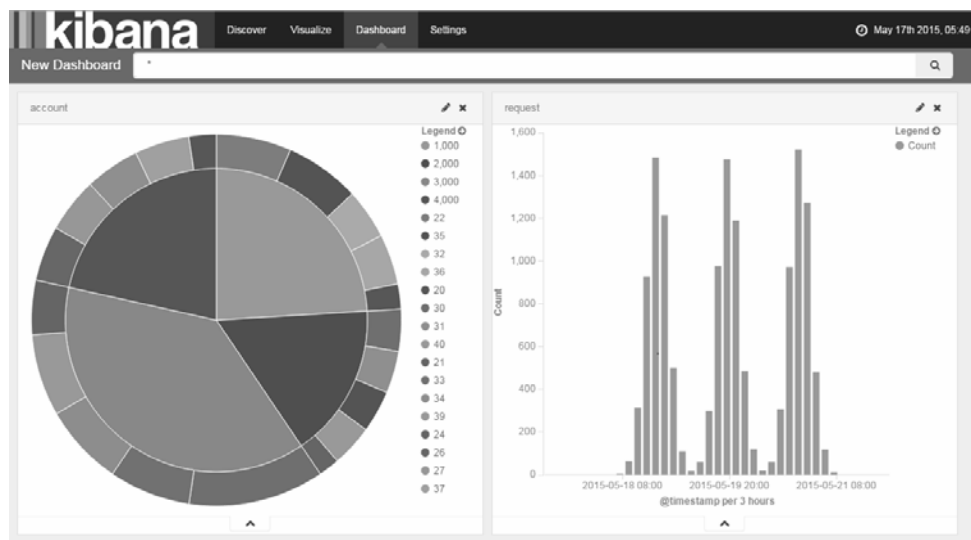 kibana
Discover Visualize Dashboard Settings
May 17th 2015, 05:49
New Dashboard *
account
Legend
1,000
2,000
3,000
4,000
22
35
32
36
20
30
31
40
21
33
34
39
24
26
27
37
request
Legend
Count
1,600
1,400
1,200
1,000
800
600
400
200
0
Count
2015-05-18 08:00 2015-05-19 20:00 2015-05-21 08:00
@timestamp per 3 hours